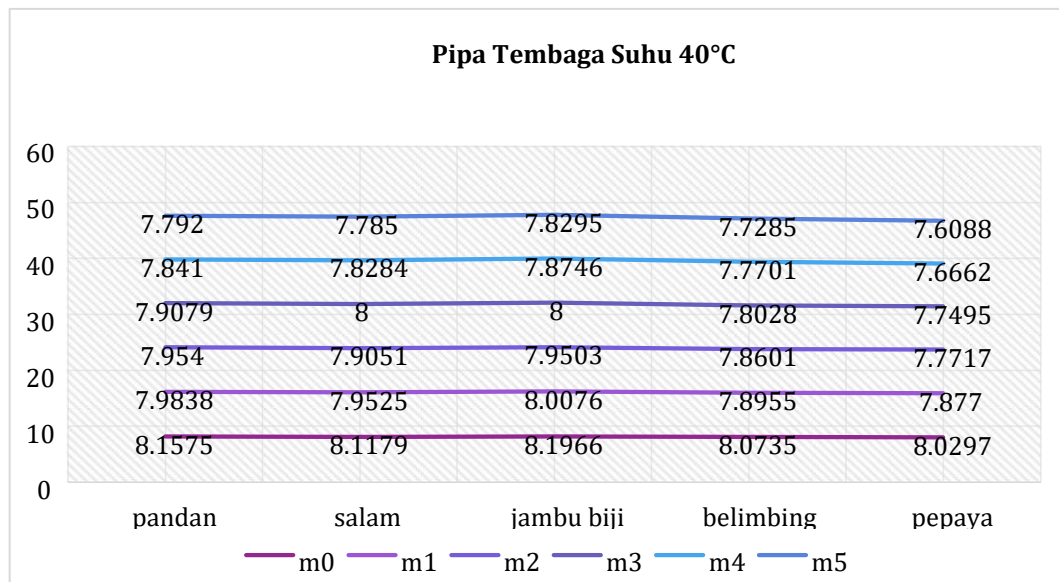 Pipa Tembaga Suhu 40°C
60
50
7.792 7.785 7.8295 7.7285 7.6088
40
7.841 7.8284 7.8746 7.7701 7.6662
30
7.9079 8 8 7.8028 7.7495
20
7.954 7.9051 7.9503 7.8601 7.7717
7.9838 7.9525 8.0076 7.8955 7.877
10
8.1575 8.1179 8.1966 8.0735 8.0297
0
pandan salam jambu biji belimbing pepaya
m0 m1 m2 m3 m4 m5